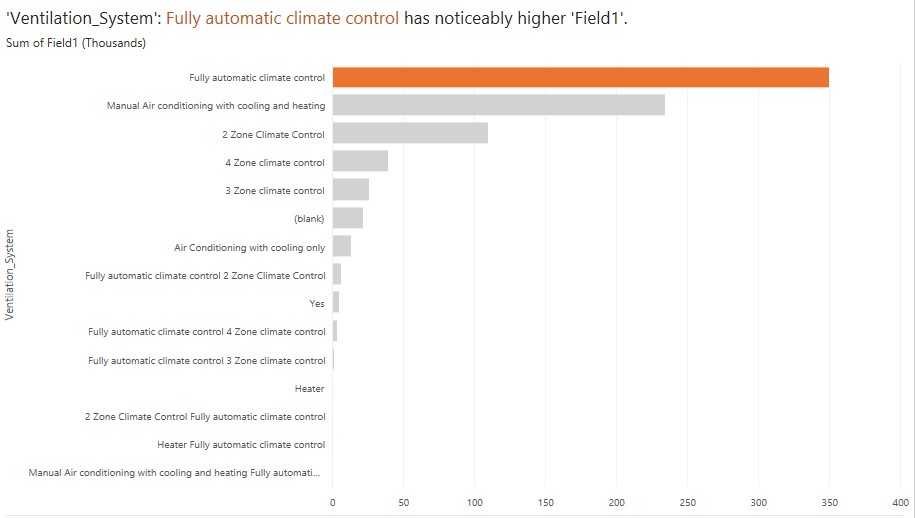 'Ventilation_System': Fully automatic climate control has noticeably higher 'Field1'.
Sum of Field1 (Thousands)
Ventilation_System
Fully automatic climate control
Manual Air conditioning with cooling and heating
2 Zone Climate Control
4 Zone climate control
3 Zone climate control
(blank)
Air Conditioning with cooling only
Fully automatic climate control 2 Zone Climate Control
Yes
Fully automatic climate control 4 Zone climate control
Fully automatic climate control 3 Zone climate control
Heater
2 Zone Climate Control Fully automatic climate control
Heater Fully automatic climate control
Manual Air conditioning with cooling and heating Fully automati...
0 50 100 150 200 250 300 350 400